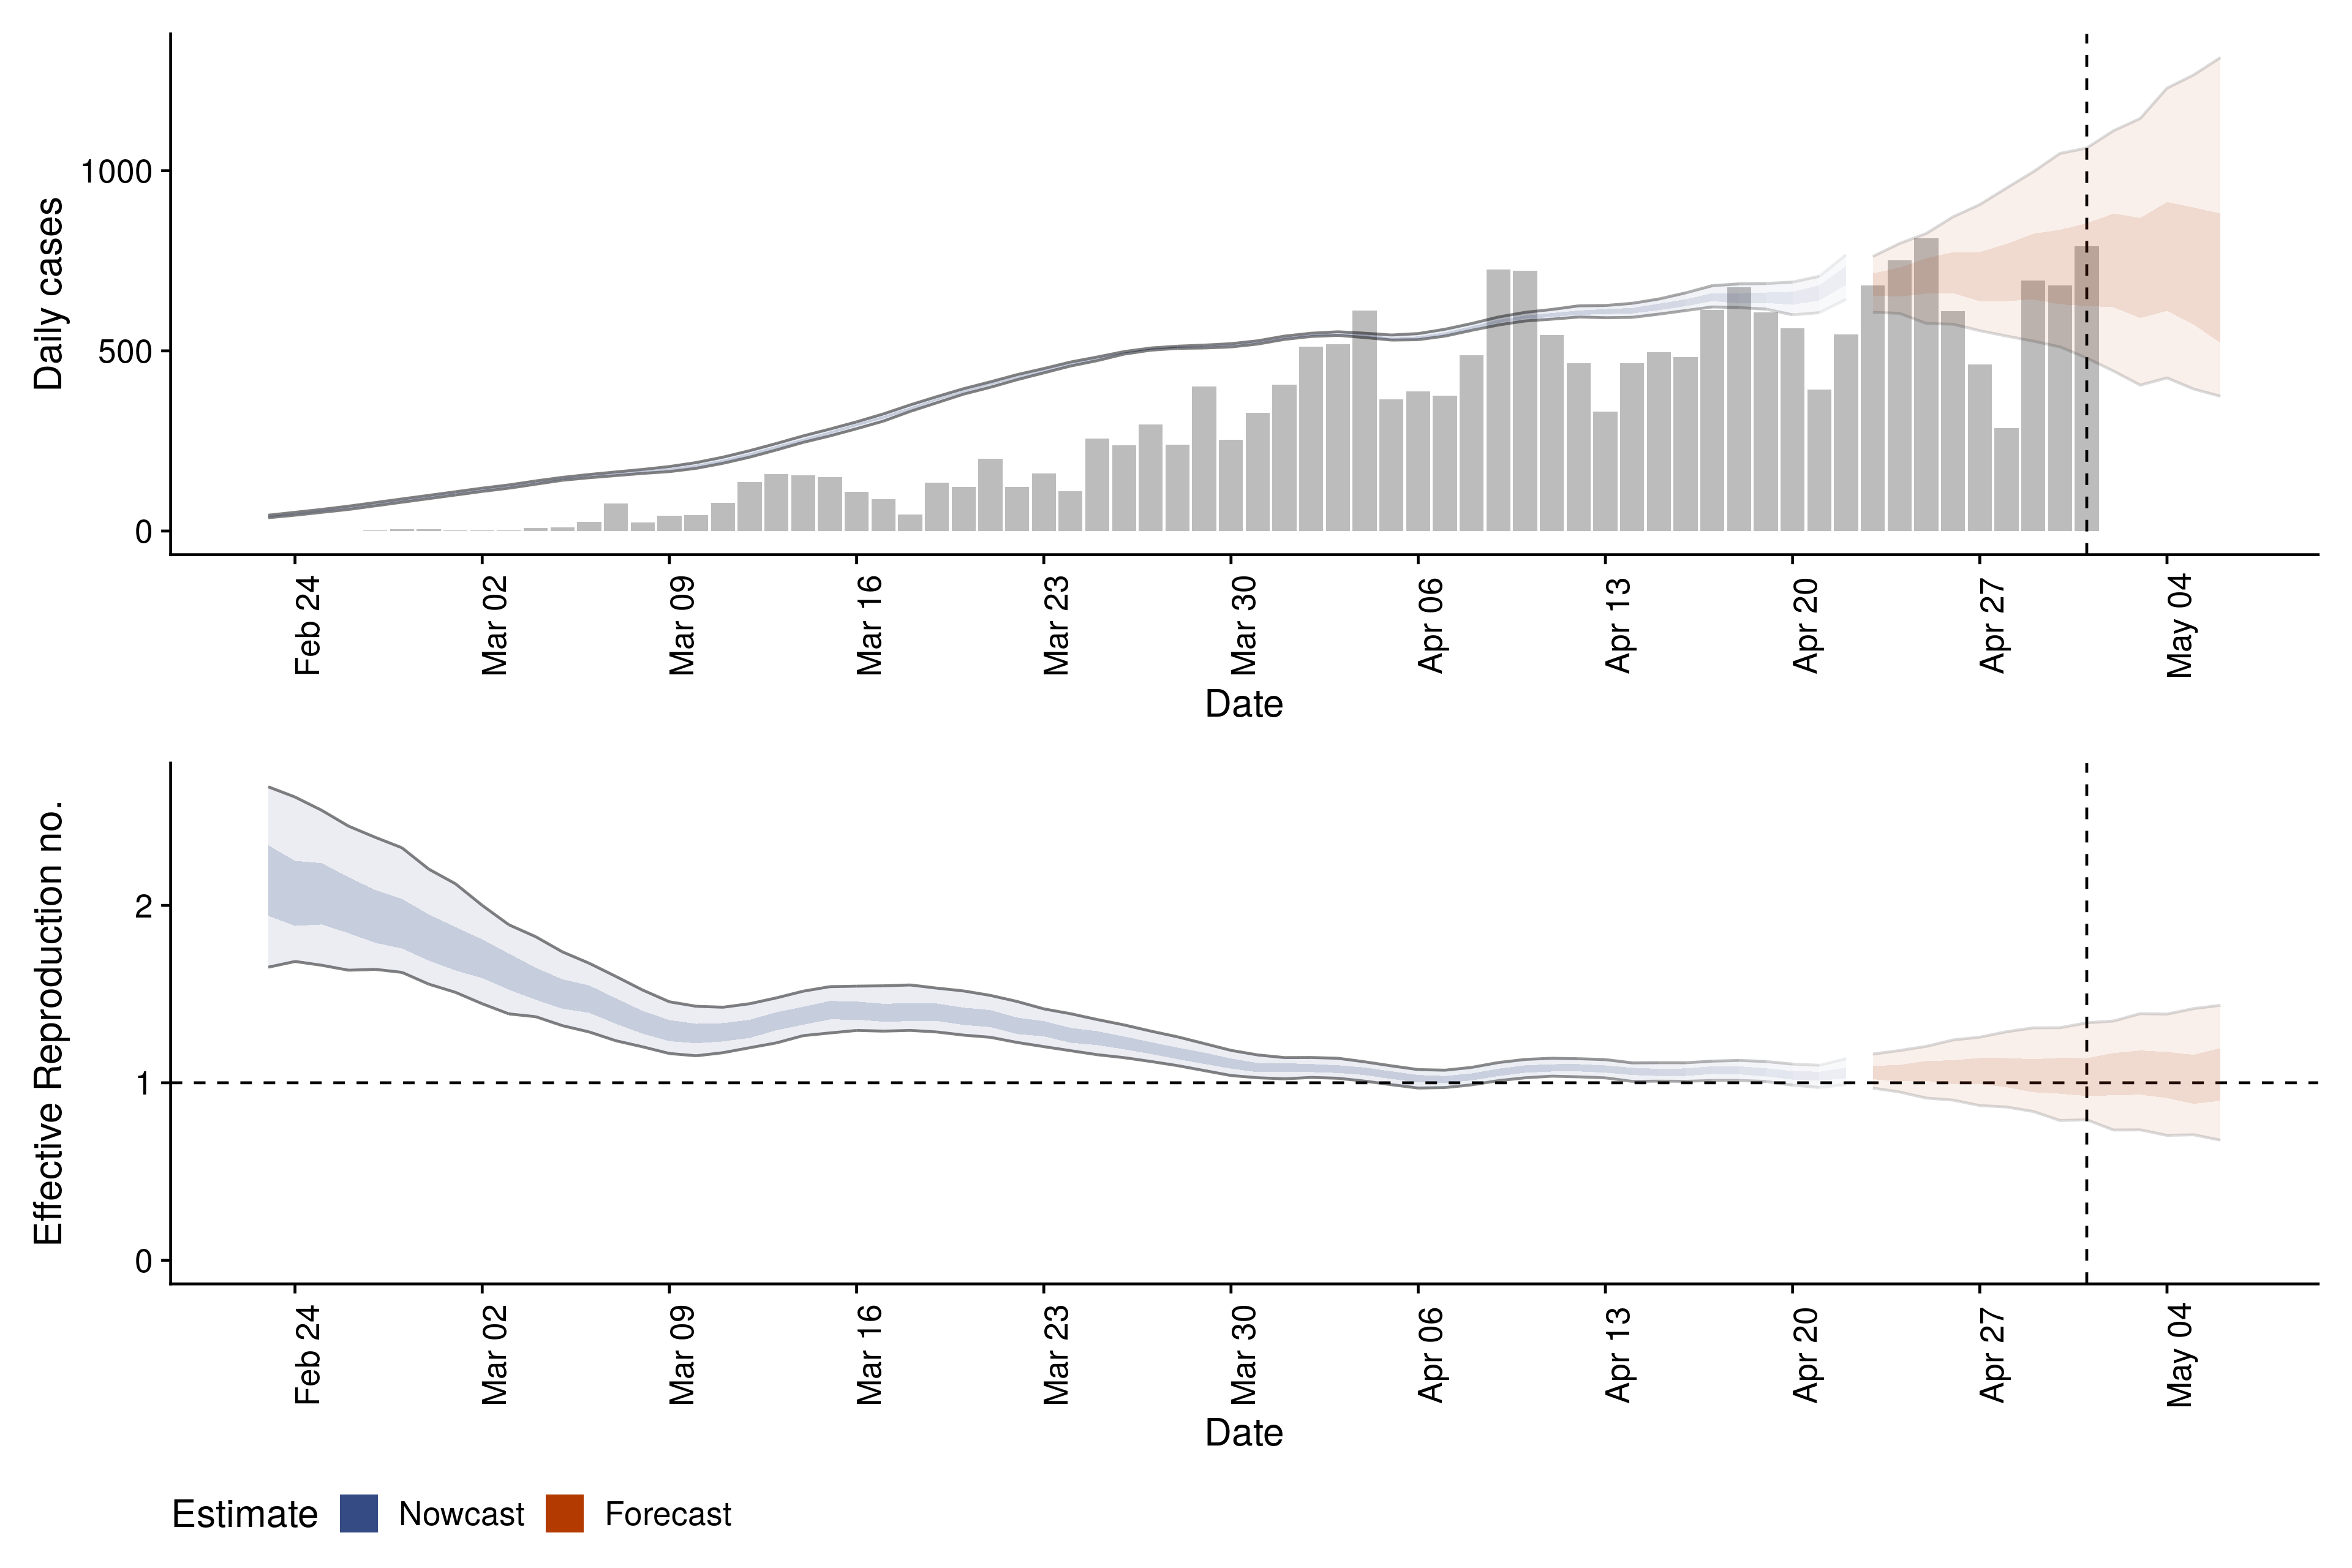 Daily cases
1000
500
0
Feb 24
Mar 02
Mar 09
Mar 16
Mar 23
Mar 30
Apr 06
Apr 13
Apr 20
Apr 27
May 04
Date
Effective Reproduction no.
2
1
0
Feb 24
Mar 02
Mar 09
Mar 16
Mar 23
Mar 30
Apr 06
Apr 13
Apr 20
Apr 27
May 04
Date
Estimate Nowcast Forecast